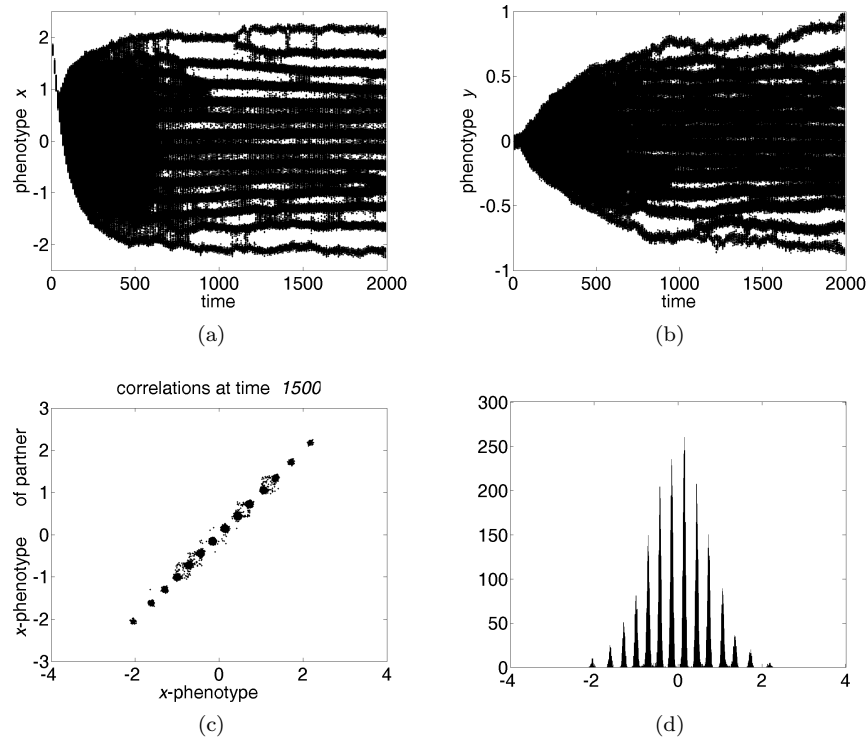 2
1
0
-1
-2
phenotype x
0 500 1000 1500 2000
time
(a)
1
0.5
0
-0.5
-1
phenotype y
0 500 1000 1500 2000
time
(b)
correlations at time 1500
3
2
1
0
-1
-2
-3
x-phenotype of partner
-4 -2 0 2 4
x-phenotype
(c)
300
250
200
150
100
50
0
-4 -2 0 2 4
(d)